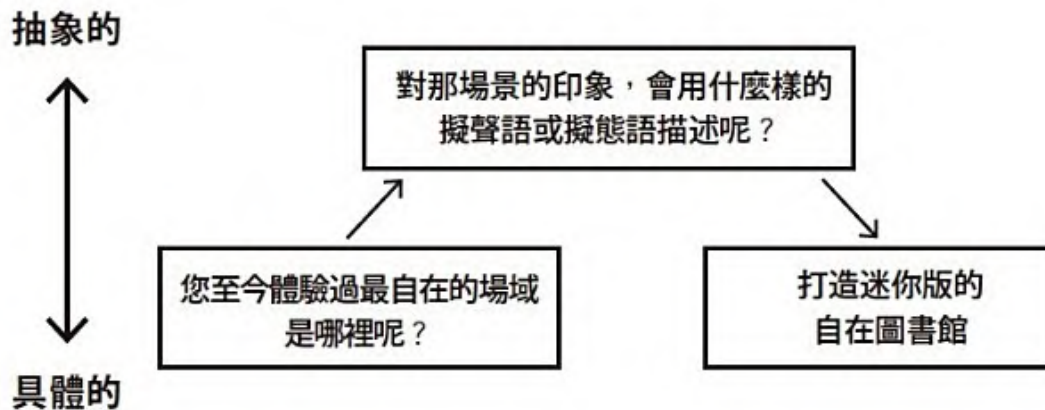 抽象的
對那場景的印象，會用什麼樣的
擬聲語或擬態語描述呢？
您至今體驗過最自在的場域
是哪裡呢？
打造迷你版的
自在圖書館
具體的